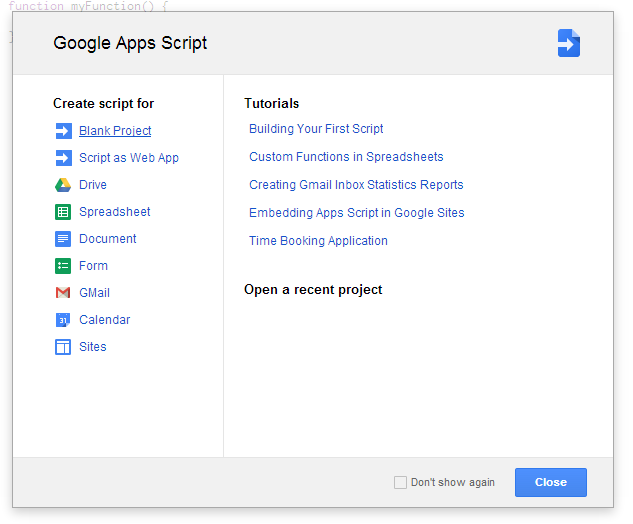 function myFunction() {
}
Google Apps Script
Create script for
Blank Project
Script as Web App
Drive
Spreadsheet
Document
Form
GMail
31
Calendar
Sites
Tutorials
Building Your First Script
Custom Functions in Spreadsheets
Creating Gmail Inbox Statistics Reports
Embedding Apps Script in Google Sites
Time Booking Application
Open a recent project
Don't show again
Close